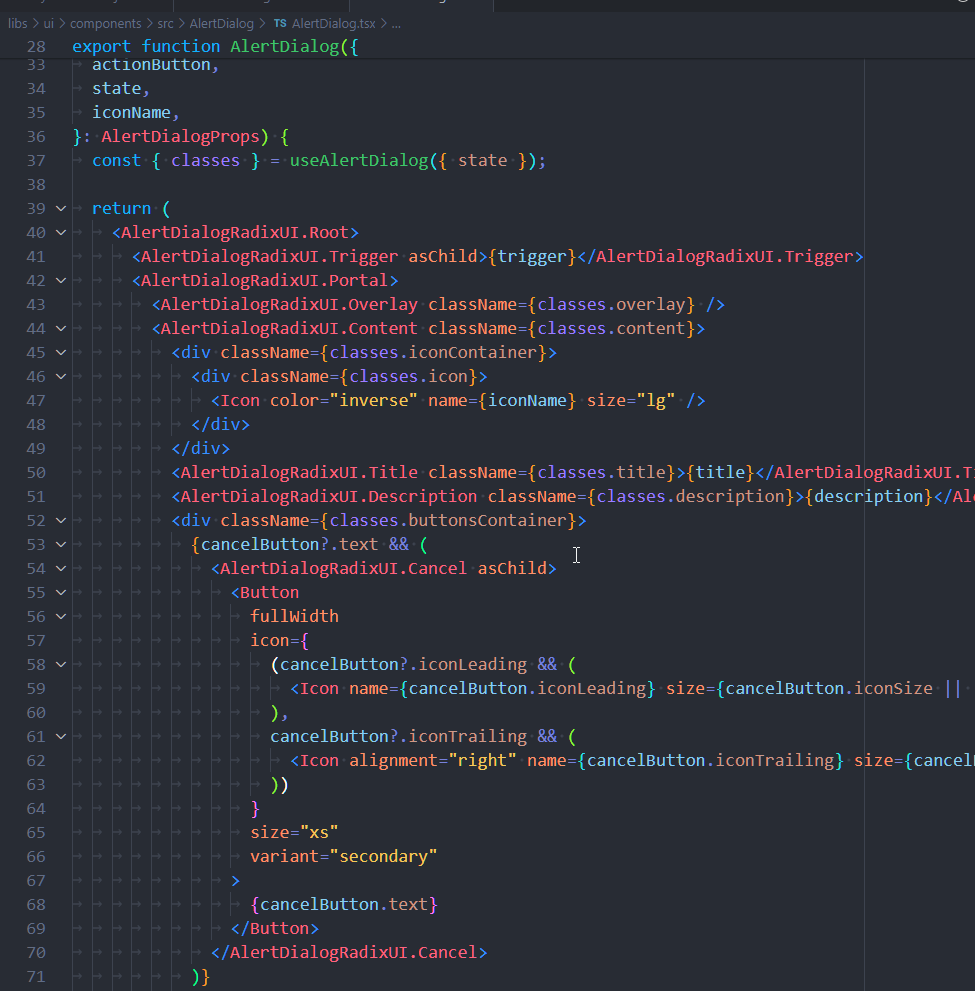 libs > ui > components > src > AlertDialog > TS AlertDialog.tsx > ...
28 export function AlertDialog({
33 actionButton,
34 state,
35 iconName,
36 }: AlertDialogProps) {
37 const { classes } = useAlertDialog({ state });
38
39 return (
40 <AlertDialogRadixUI.Root>
41 <AlertDialogRadixUI.Trigger asChild>{trigger}</AlertDialogRadixUI.Trigger>
42 <AlertDialogRadixUI.Portal>
43 <AlertDialogRadixUI.Overlay className={classes.overlay} />
44 <AlertDialogRadixUI.Content className={classes.content}>
45 <div className={classes.iconContainer}>
46 <div className={classes.icon}>
47 <Icon color="inverse" name={iconName} size="lg" />
48 </div>
49 </div>
50 <AlertDialogRadixUI.Title className={classes.title}>{title}</AlertDialogRadixUI.T
51 <AlertDialogRadixUI.Description className={classes.description}>{description}</Al
52 <div className={classes.buttonsContainer}>
53 {cancelButton?.text && (
54 <AlertDialogRadixUI.Cancel asChild>
55 <Button
56 fullWidth
57 icon={
58 (cancelButton?.iconLeading && (
59 <Icon name={cancelButton.iconLeading} size={cancelButton.iconSize ||
60 ),
61 cancelButton?.iconTrailing && (
62 <Icon alignment="right" name={cancelButton.iconTrailing} size={cancel
63 ))
64 }
65 size="xs"
66 variant="secondary"
67 >
68 {cancelButton.text}
69 </Button>
70 </AlertDialogRadixUI.Cancel>
71 )}